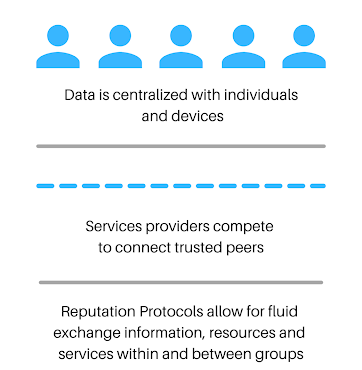 Data is centralized with individuals
and devices
Services providers compete
to connect trusted peers
Reputation Protocols allow for fluid
exchange information, resources and
services within and between groups